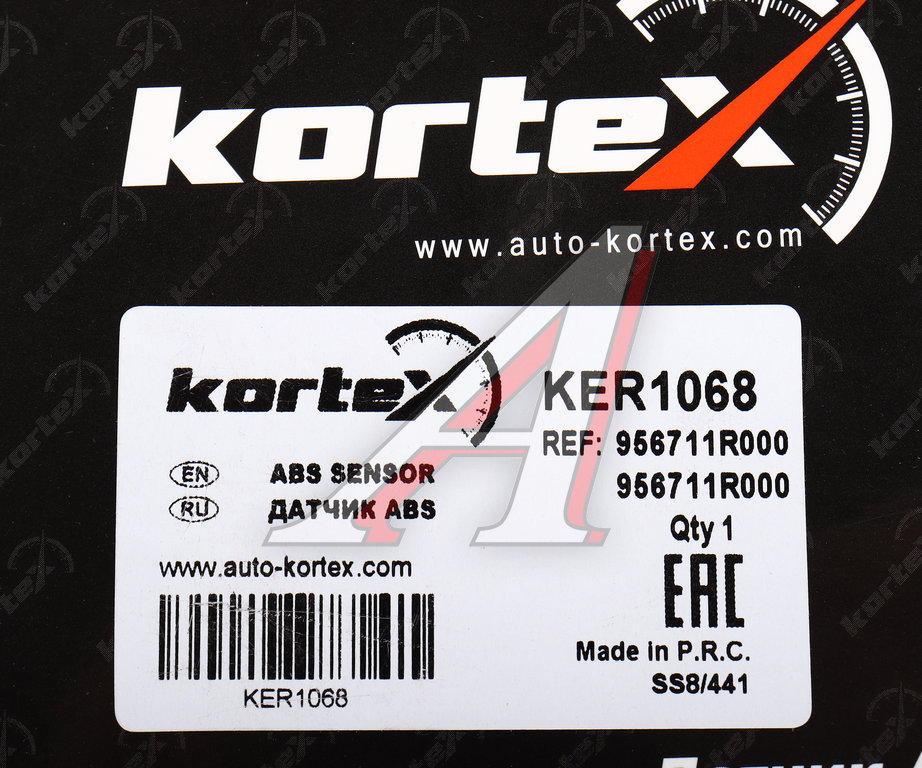 kortex
www.auto-kortex.com
kortex
KER1068
REF: 956711R000
956711R000
EN ABS SENSOR
RU ДАТЧИК ABS
Qty 1
www.auto-kortex.com
EAC
KER1068
Made in P.R.C.
SS8/441